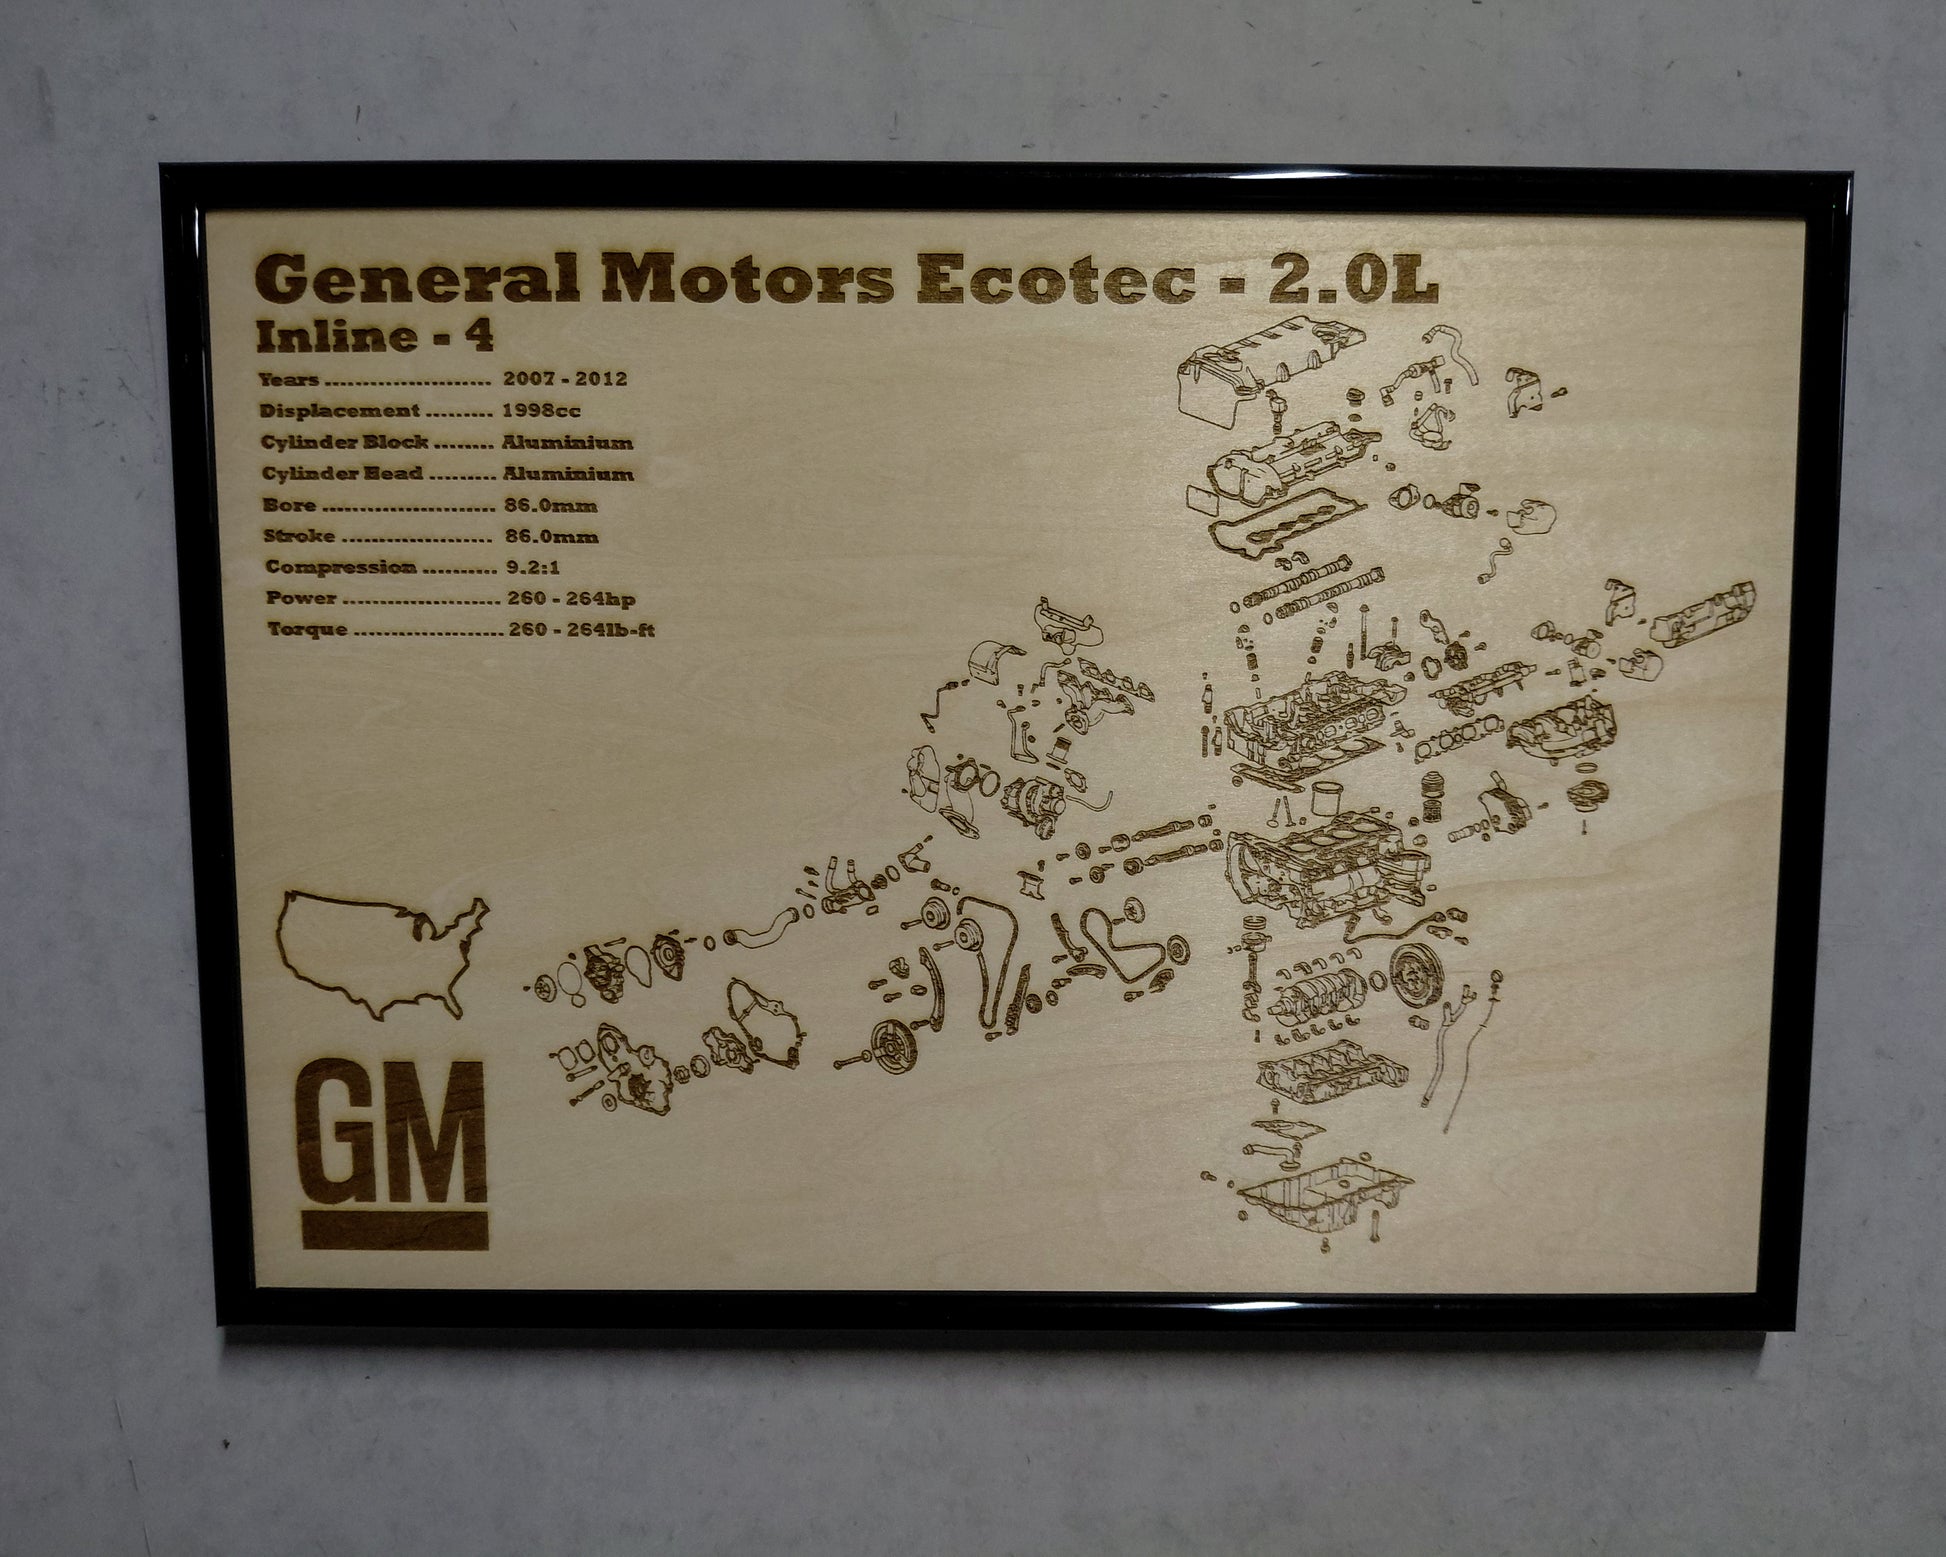 General Motors Ecotec - 2.0L
Inline - 4
Years ...................... 2007 - 2012
Displacement ......... 1998cc
Cylinder Block ........ Aluminium
Cylinder Head ......... Aluminium
Bore ....................... 86.0mm
Stroke .................... 86.0mm
Compression .......... 9.2:1
Power ..................... 260 - 264hp
Torque .................... 260 - 264lb-ft
GM